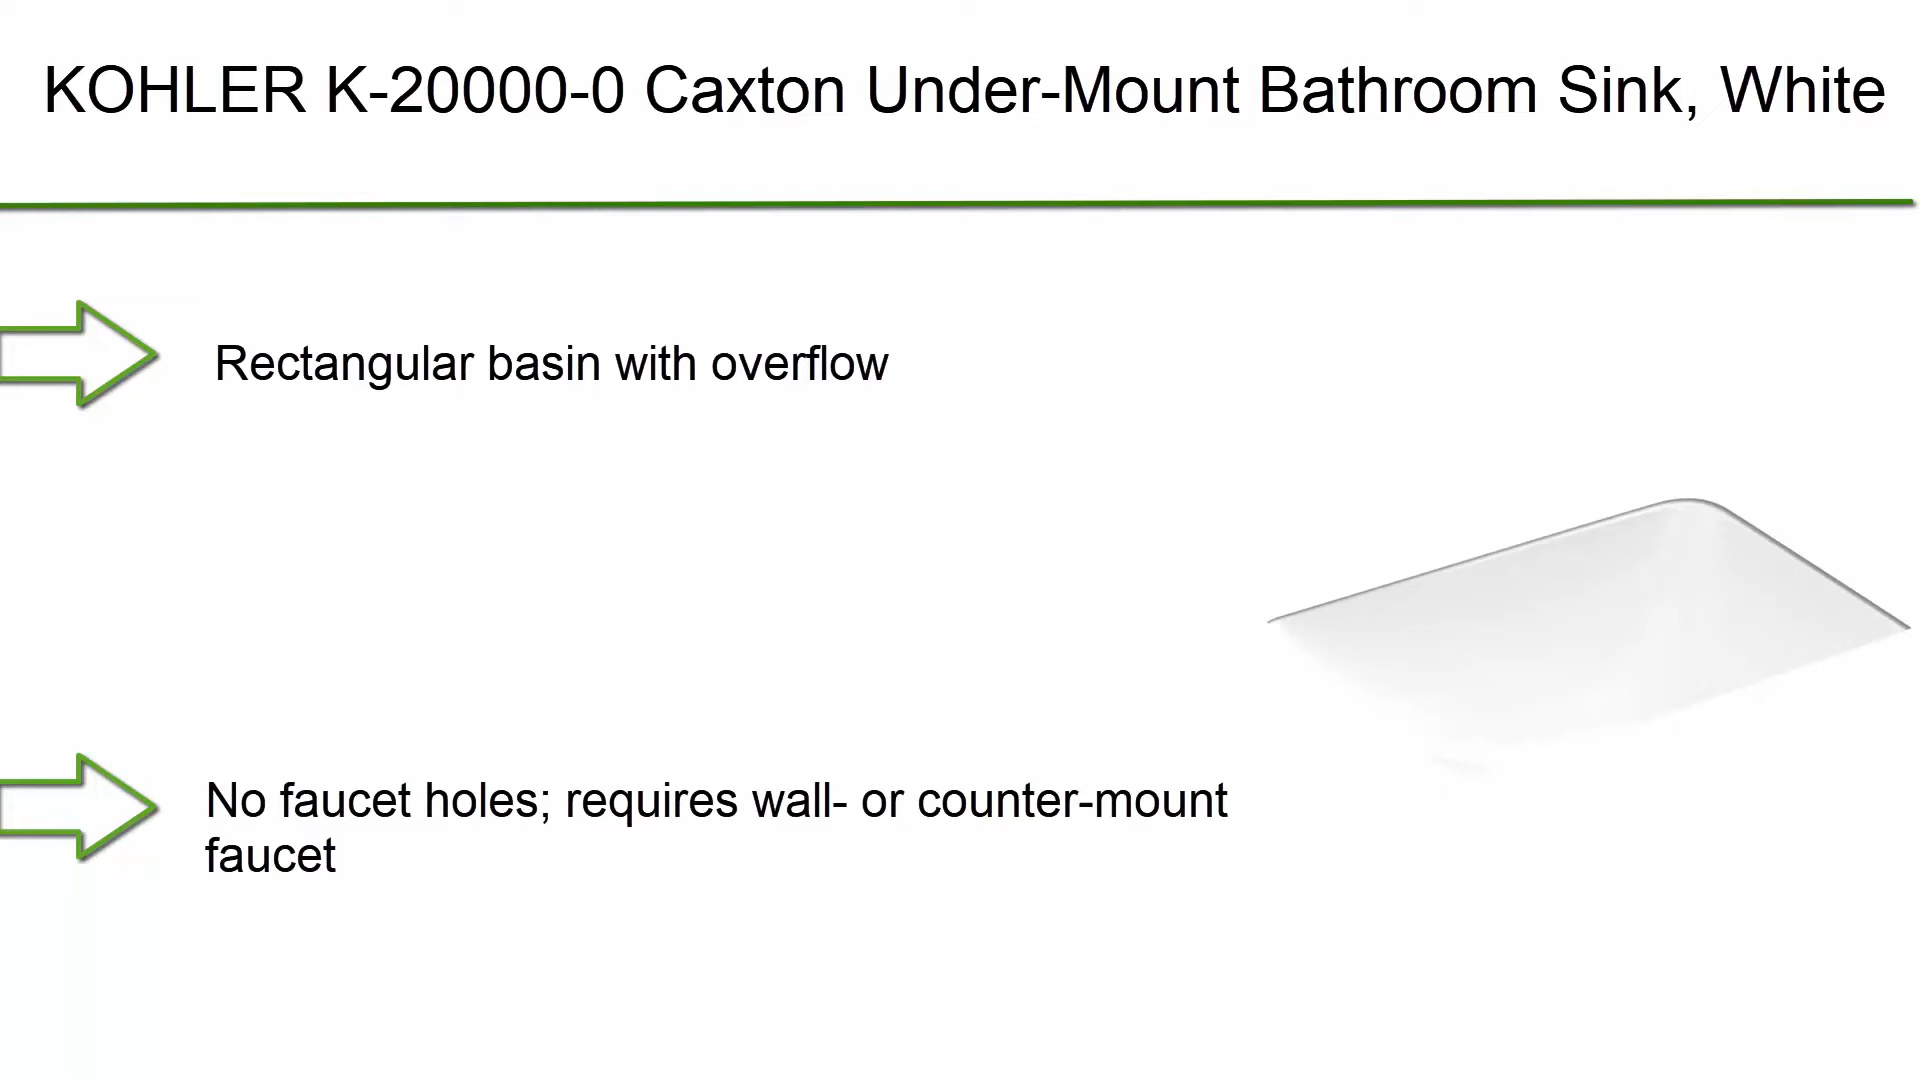 KOHLER K-20000-0 Caxton Under-Mount Bathroom Sink, White
Rectangular basin with overflow
No faucet holes; requires wall- or counter-mount
faucet